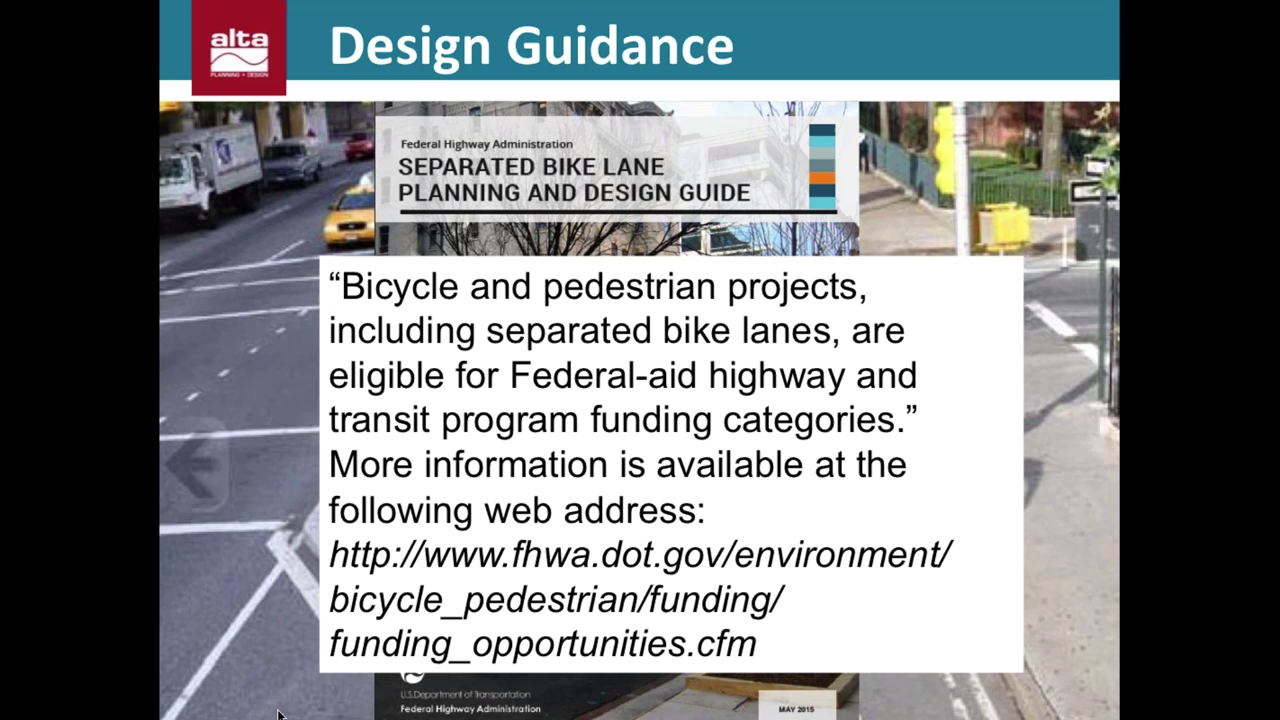 alta
PLANNING + DESIGN
Design Guidance
Federal Highway Administration
SEPARATED BIKE LANE
PLANNING AND DESIGN GUIDE
“Bicycle and pedestrian projects,
including separated bike lanes, are
eligible for Federal-aid highway and
transit program funding categories.”
More information is available at the
following web address:
http://www.fhwa.dot.gov/environment/
bicycle_pedestrian/funding/
funding_opportunities.cfm
U.S.Department of Transportation
Federal Highway Administration
MAY 2015